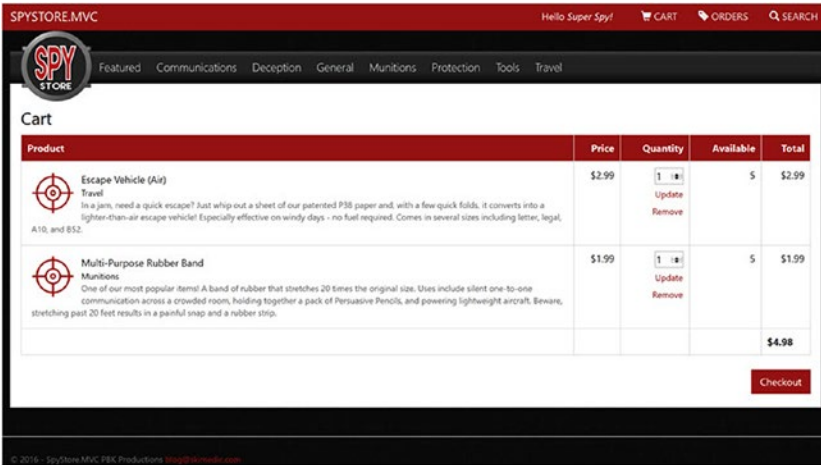 SPYSTORE.MVC
Hello Super Spy!
CART
ORDERS
SEARCH
SPY
STORE
Featured Communications Deception General Munitions Protection Tools Travel
Cart
Product Price Quantity Available Total
Escape Vehicle (Air) $2.99 1 5 $2.99
Travel
Update
In a jam, need a quick escape? Just whip out a sheet of our patented P38 paper and, with a few quick folds, it converts into a
Remove
lighter-than-air escape vehicle! Especially effective on windy days - no fuel required. Comes in several sizes including letter, legal,
A10, and B52.
Multi-Purpose Rubber Band $1.99 1 5 $1.99
Munitions
Update
One of our most popular items! A band of rubber that stretches 20 times the original size. Uses include silent one-to-one
Remove
communication across a crowded room, holding together a pack of Persuasive Pencils, and powering lightweight aircraft. Beware,
stretching past 20 feet results in a painful snap and a rubber strip.
$4.98
Checkout
© 2016 - SpyStore.MVC PBK Productions blog@skimedic.com